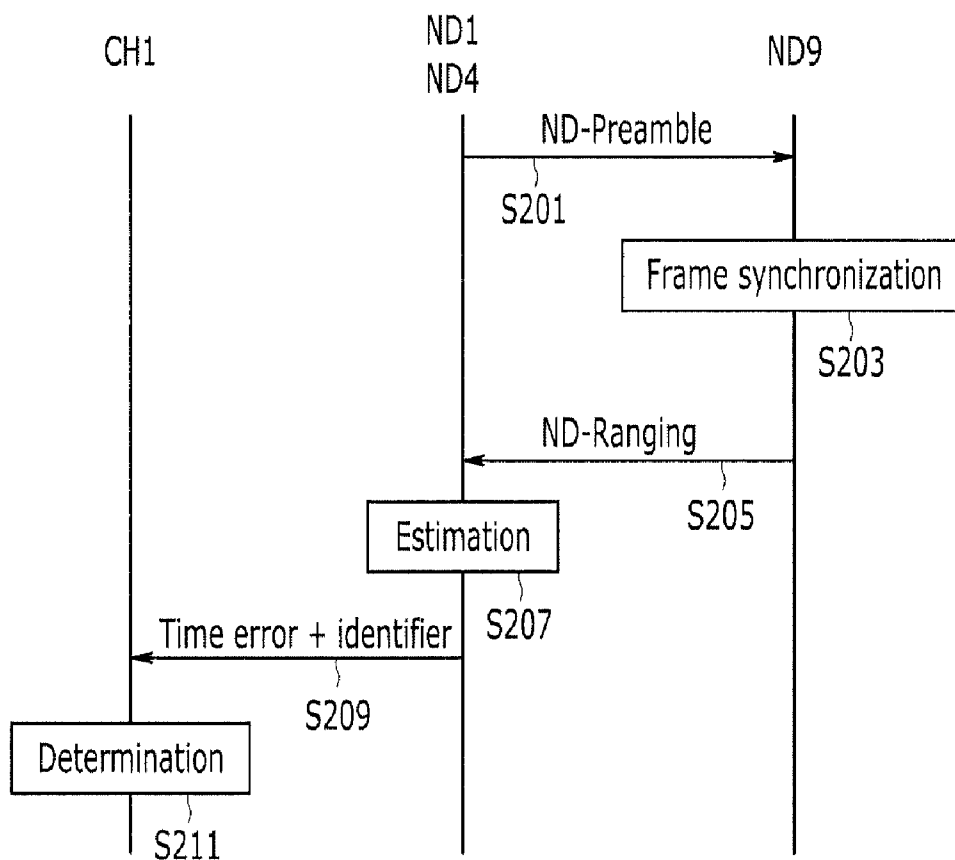 CH1
ND1
ND4
ND9
ND-Preamble
S201
Frame synchronization
S203
ND-Ranging
S205
Estimation
S207
Time error + identifier
S209
Determination
S211